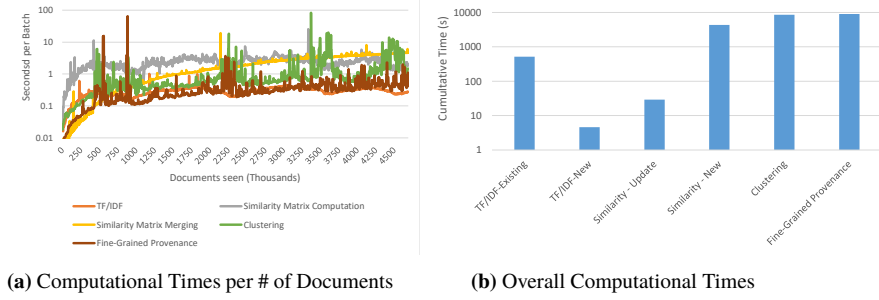 Secondsd per Batch
100
10
1
0.1
0.01
0
250
500
750
1000
1250
1500
1750
2000
2250
2500
2750
3000
3250
3500
3750
4000
4250
4500
Documents seen (Thousands)
TF/IDF
Similarity Matrix Computation
Similarity Matrix Merging
Clustering
Fine-Grained Provenance
(a) Computational Times per # of Documents
Cumultative Time (s)
10000
1000
100
10
1
TF/IDF-Existing
TF/IDF-New
Similarity - Update
Similarity - New
Clustering
Fine-Grained Provenance
(b) Overall Computational Times